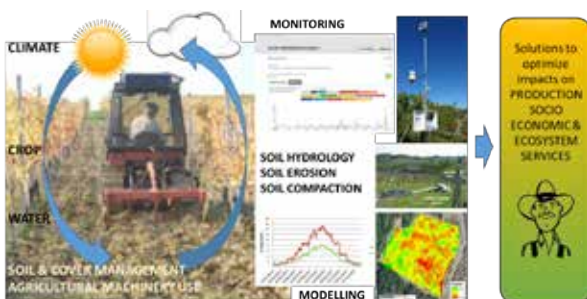 MONITORING
CLIMATE
CROP
WATER
SOIL & COVER MANAGEMENT
AGRICULTURAL MACHINERY USE
SOIL HYDROLOGY
SOIL EROSION
SOIL COMPACTION
MODELLING
Solutions to
optimize
impacts on
PRODUCTION
SOCIO
ECONOMIC &
ECOSYSTEM
SERVICES